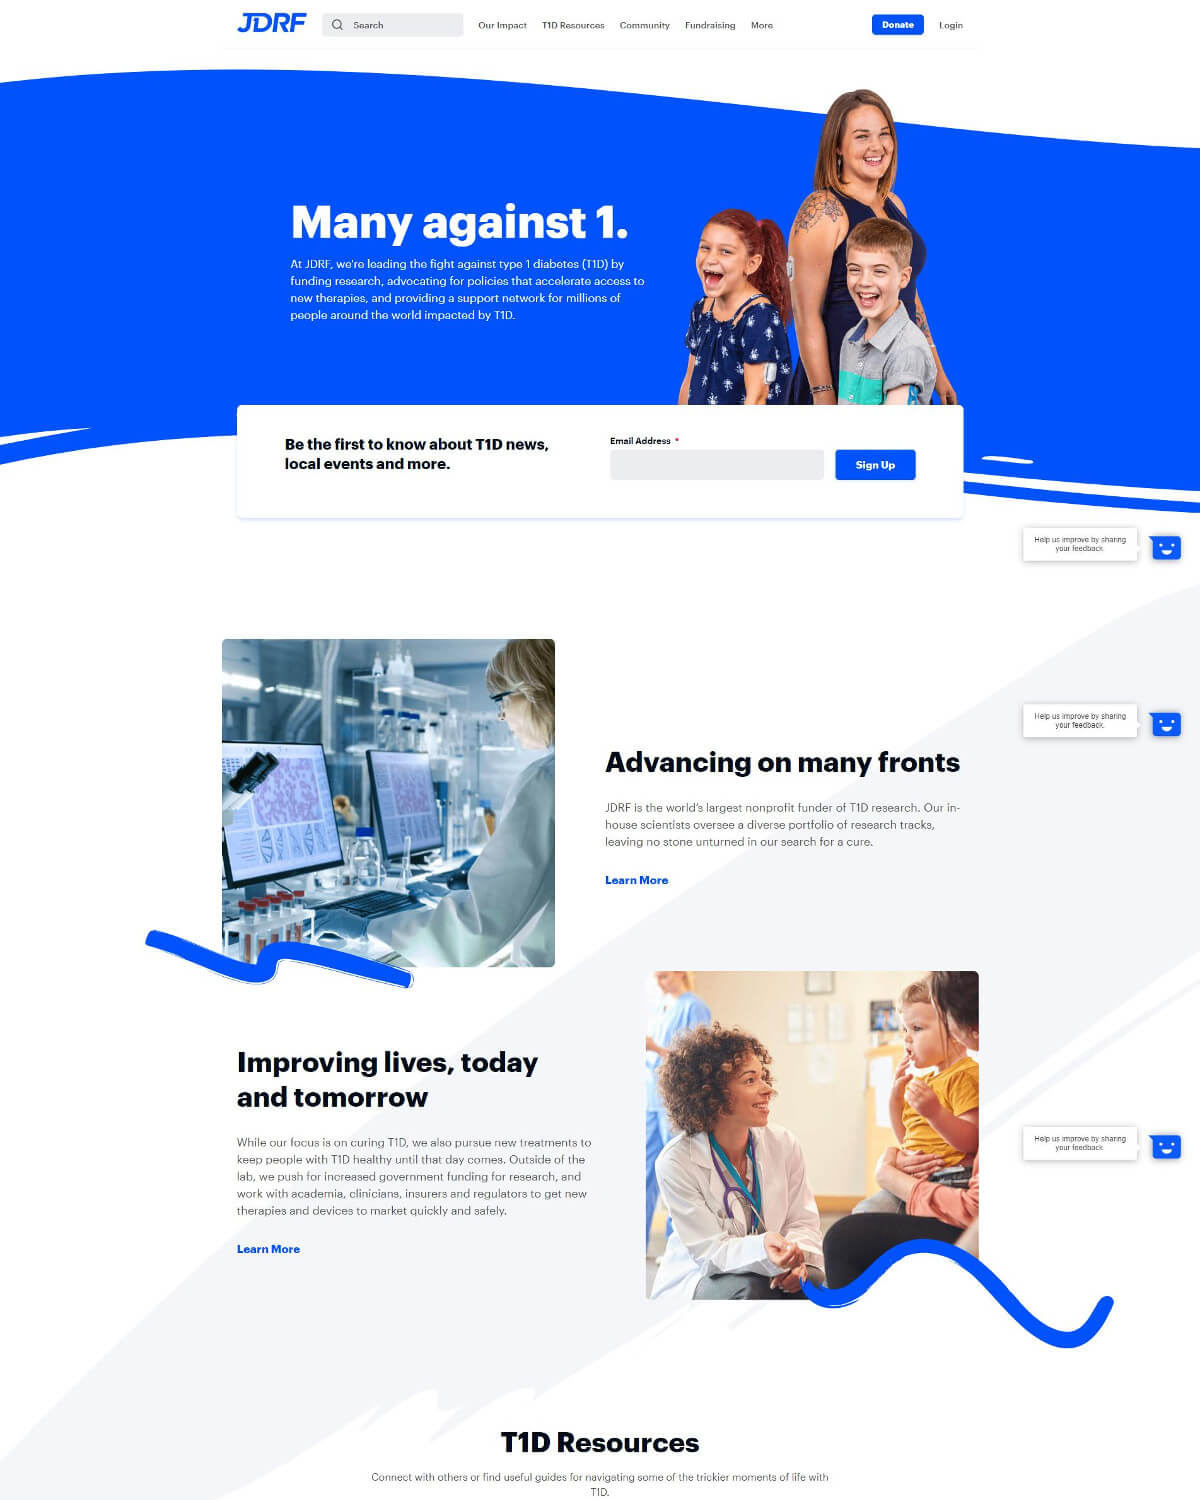 JDRF
Search
Our Impact
T1D Resources
Community
Fundraising
More
Donate
Login
Many against 1.
At JDRF, we're leading the fight against type 1 diabetes (T1D) by
funding research, advocating for policies that accelerate access to
new therapies, and providing a support network for millions of
people around the world impacted by T1D.
Be the first to know about T1D news,
local events and more.
Email Address *
Sign Up
Help us improve by sharing
your feedback.
Help us improve by sharing
your feedback.
Advancing on many fronts
JDRF is the world's largest nonprofit funder of T1D research. Our in-
house scientists oversee a diverse portfolio of research tracks,
leaving no stone unturned in our search for a cure.
Learn More
Improving lives, today
and tomorrow
While our focus is on curing T1D, we also pursue new treatments to
keep people with T1D healthy until that day comes. Outside of the
lab, we push for increased government funding for research, and
work with academia, clinicians, insurers and regulators to get new
therapies and devices to market quickly and safely.
Learn More
Help us improve by sharing
your feedback.
T1D Resources
Connect with others or find useful guides for navigating some of the trickier moments of life with
T1D.